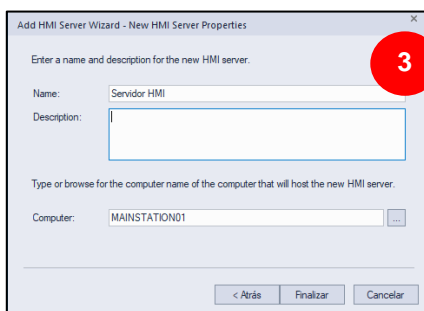 Add HMI Server Wizard - New HMI Server Properties
3
Enter a name and description for the new HMI server.
Name: Servidor HMI
Description:
Type or browse for the computer name of the computer that will host the new HMI server.
Computer: MAINSTATION01 ...
< Atrás Finalizar Cancelar